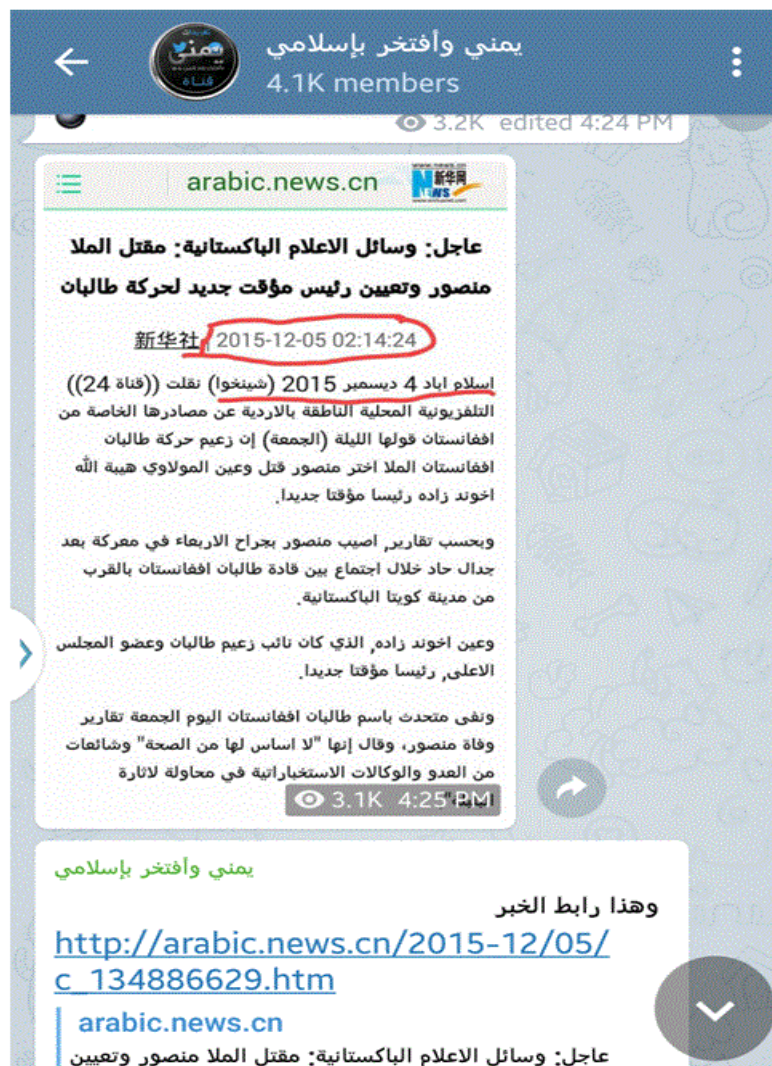 يمني وأفتخر بإسلامي
4.1K members
يمني
قناة
3.2K edited 4:24 PM
arabic.news.cn
新华网
NEWS
عاجل: وسائل الاعلام الباكستانية: مقتل الملا
منصور وتعيين رئيس مؤقت جديد لحركة طالبان
新华社 | 2015-12-05 02:14:24
اسلام اباد 4 ديسمبر 2015 (شينخوا) نقلت ((قناة 24))
التلفزيونية المحلية الناطقة بالاردية عن مصادرها الخاصة من
افغانستان قولها الليلة (الجمعة) إن زعيم حركة طالبان
افغانستان الملا اختر منصور قتل وعين المولاوي هيبة الله
اخوند زاده رئيسا مؤقتا جديدا.
وبحسب تقارير, اصيب منصور بجراح الاربعاء في معركة بعد
جدال حاد خلال اجتماع بين قادة طالبان افغانستان بالقرب
من مدينة كويتا الباكستانية.
وعين اخوند زاده, الذي كان نائب زعيم طالبان وعضو المجلس
الاعلى, رئيسا مؤقتا جديدا.
ونفى متحدث باسم طالبان افغانستان اليوم الجمعة تقارير
وفاة منصور، وقال إنها "لا اساس لها من الصحة" وشائعات
من العدو والوكالات الاستخباراتية في محاولة لاثارة
3.1K 4:25 PM
يمني وأفتخر بإسلامي
وهذا رابط الخبر
http://arabic.news.cn/2015-12/05/
c_134886629.htm
arabic.news.cn
عاجل: وسائل الاعلام الباكستانية: مقتل الملا منصور وتعيين